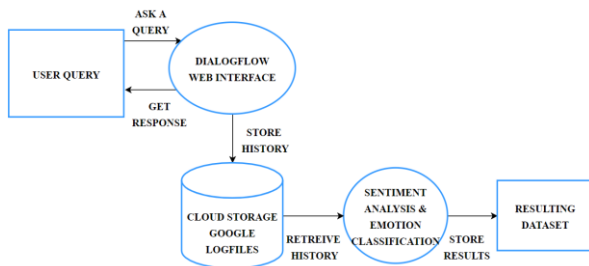 ASK A
QUERY
USER QUERY
DIALOGFLOW
WEB INTERFACE
GET
RESPONSE
STORE
HISTORY
CLOUD STORAGE
GOOGLE
LOGFILES
RETREIVE
HISTORY
SENTIMENT
ANALYSIS &
EMOTION
CLASSIFICATION
STORE
RESULTS
RESULTING
DATASET